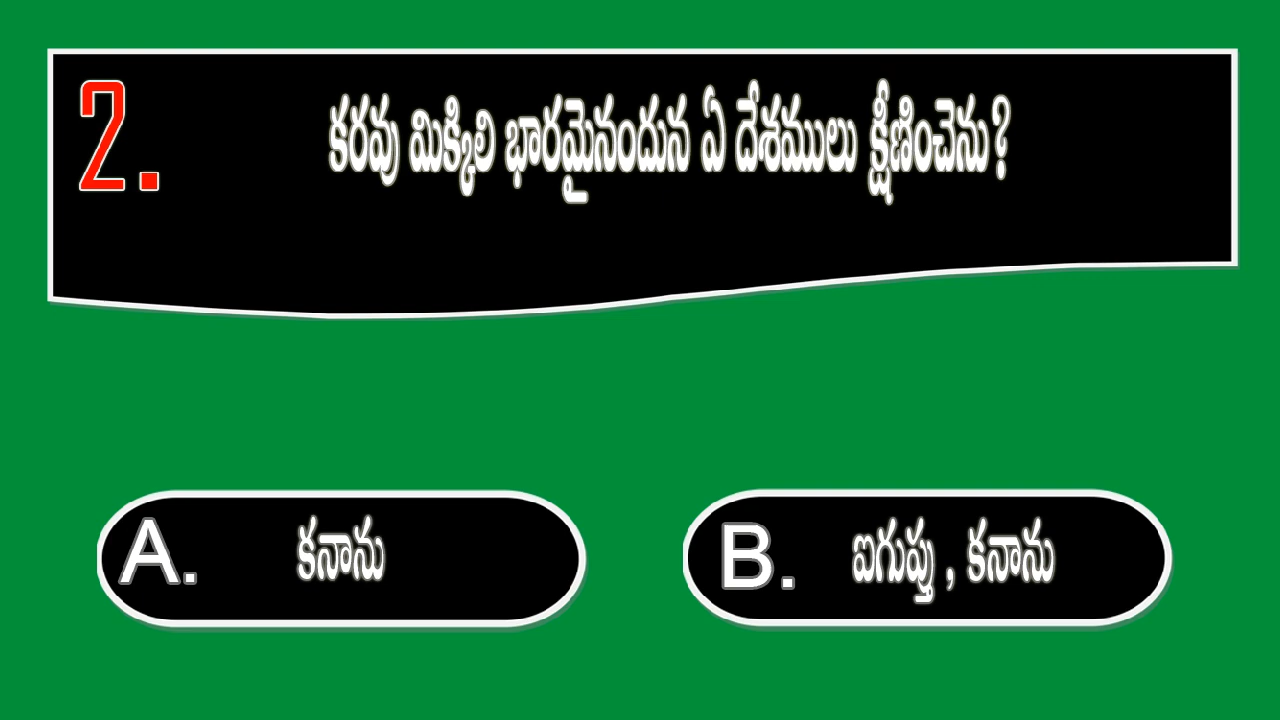 2. కరవు మిక్కిలి భారమైనందున ఏ దేశములు క్షీణించెను?
A. కనాను
B. ఐగుప్తు , కనాను